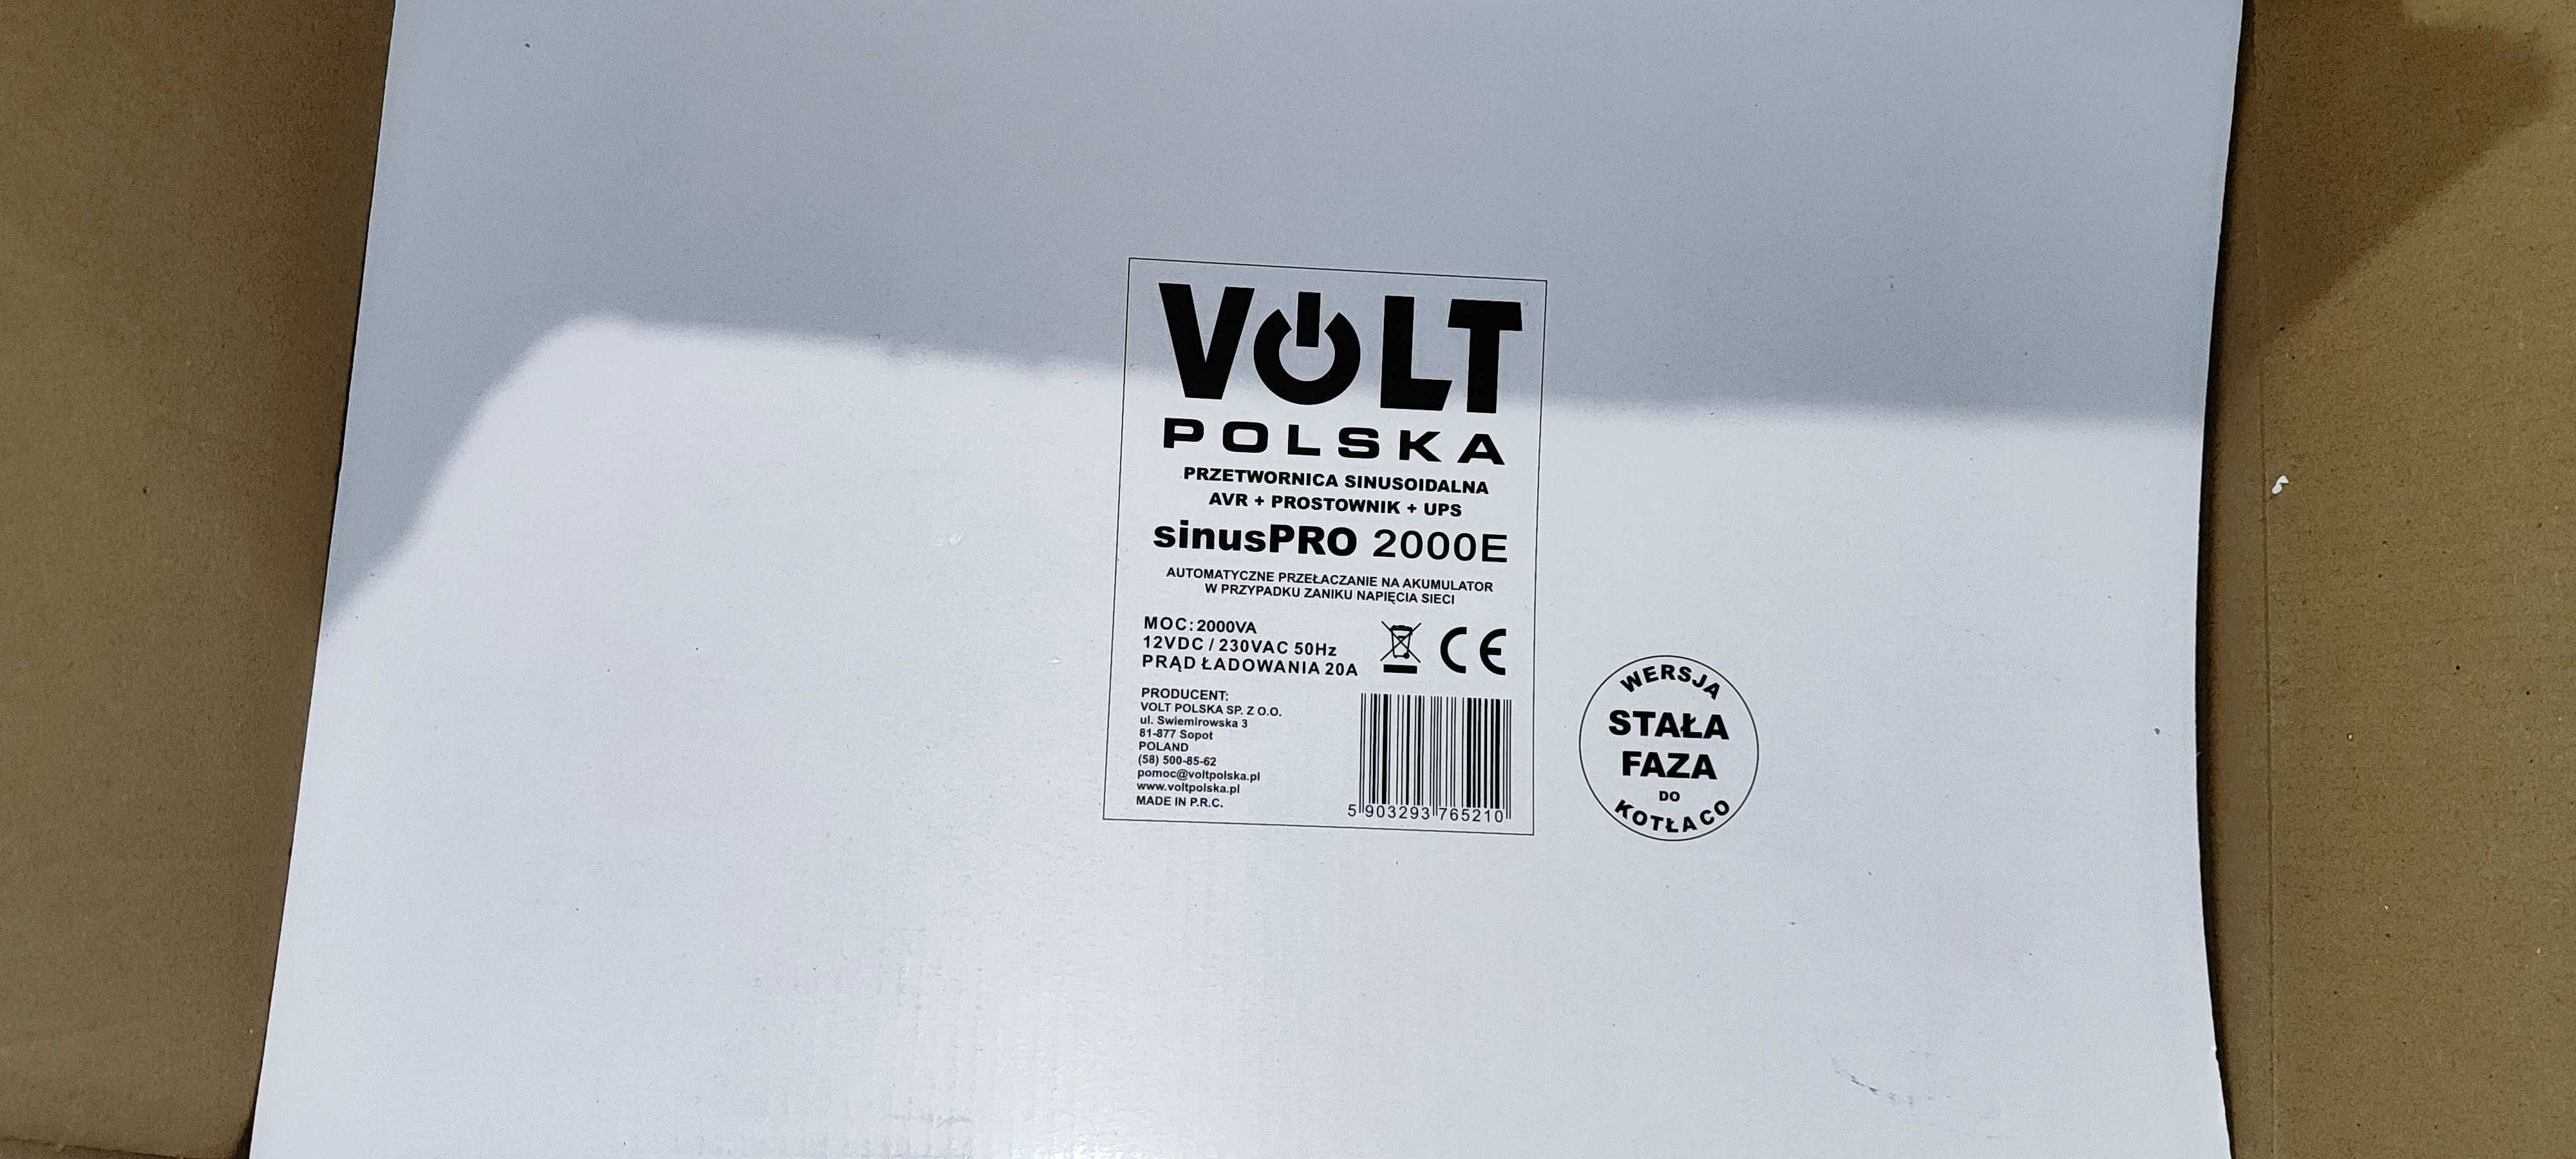 VOLT
POLSKA
PRZETWORNICA SINUSOIDALNA
AVR + PROSTOWNIK + UPS
sinusPRO 2000E
AUTOMATYCZNE PRZEŁACZANIE NA AKUMULATOR
W PRZYPADKU ZANIKU NAPIĘCIA SIECI
MOC: 2000VA
12VDC / 230VAC 50Hz
PRĄD ŁADOWANIA 20A
CE
PRODUCENT:
VOLT POLSKA SP. Z O.O.
ul. Swiemirowska 3
81-877 Sopot
POLAND
(58) 500-85-62
pomoc@voltpolska.pl
www.voltpolska.pl
MADE IN P.R.C.
5 903293 765210
WERSJA
STAŁA
FAZA
DO
KOTŁA CO